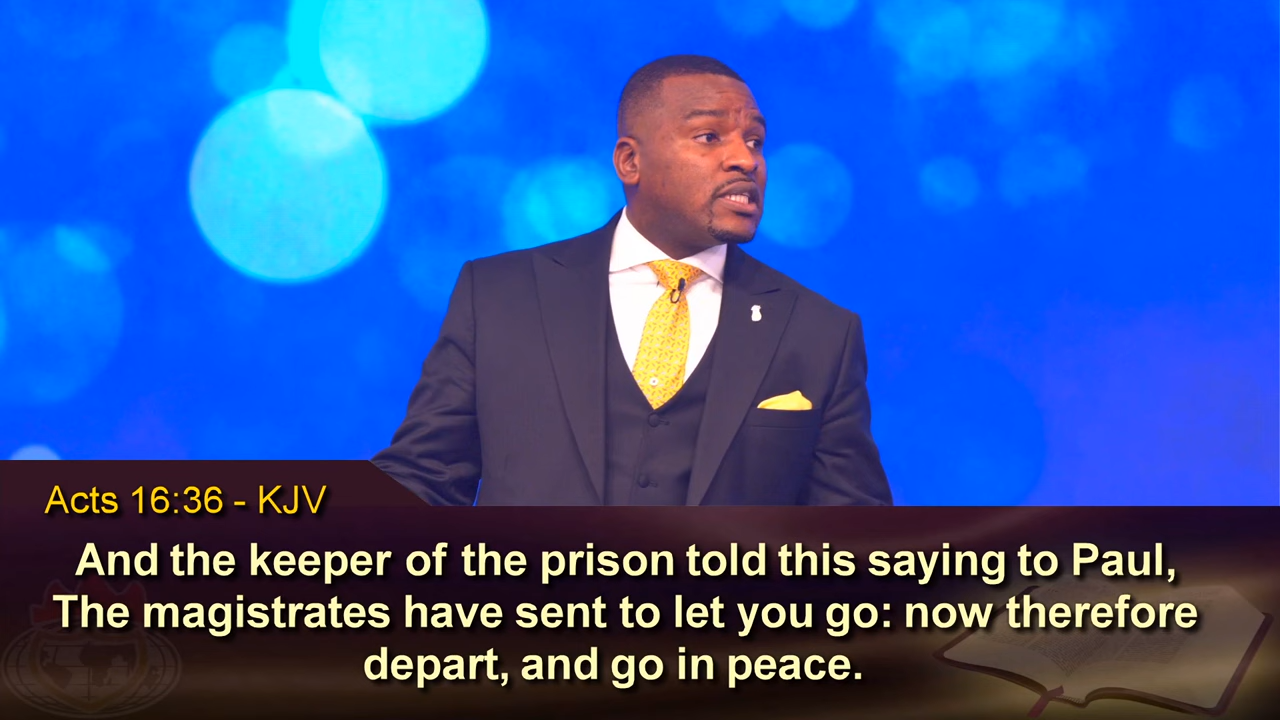 Acts 16:36 - KJV
And the keeper of the prison told this saying to Paul,
The magistrates have sent to let you go: now therefore
depart, and go in peace.